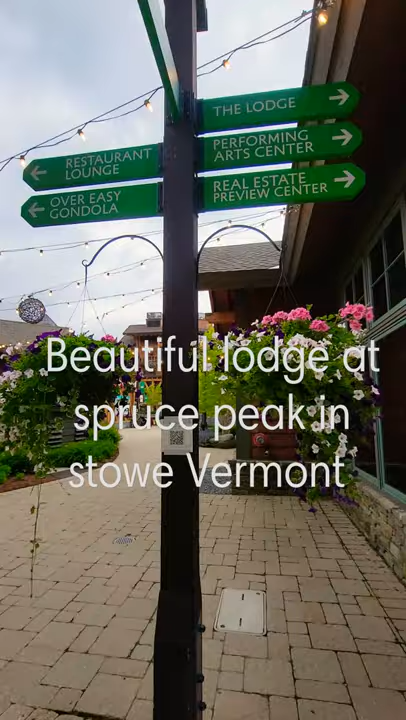 THE LODGE
PERFORMING
ARTS CENTER
RESTAURANT
LOUNGE
REAL ESTATE
PREVIEW CENTER
OVER EASY
GONDOLA
Beautiful lodge at
spruce peak in
stowe Vermont